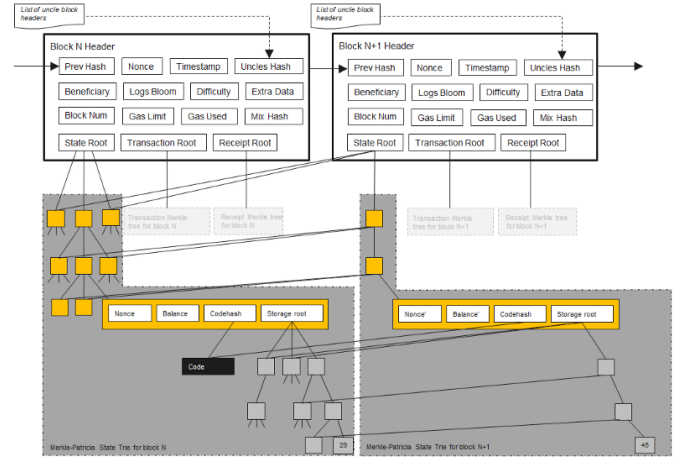 List of uncle block
headers
List of uncle block
headers
Block N Header
Prev Hash
Nonce
Timestamp
Uncles Hash
Beneficiary
Logs Bloom
Difficulty
Extra Data
Block Num
Gas Limit
Gas Used
Mix Hash
State Root
Transaction Root
Receipt Root
Block N+1 Header
Prev Hash
Nonce
Timestamp
Uncles Hash
Beneficiary
Logs Bloom
Difficulty
Extra Data
Block Num
Gas Limit
Gas Used
Mix Hash
State Root
Transaction Root
Receipt Root
Transaction Merkle
tree for block N
Receipt Merkle tree
for block N
Transaction Merkle
tree for block N+1
Receipt Merkle tree
for block N+1
Nonce
Balance
Codehash
Storage root
Nonce'
Balance'
Codehash
Storage root
Code
Merkle-Patricia State Trie for block N
29
Merkle-Patricia State Trie for block N+1
45